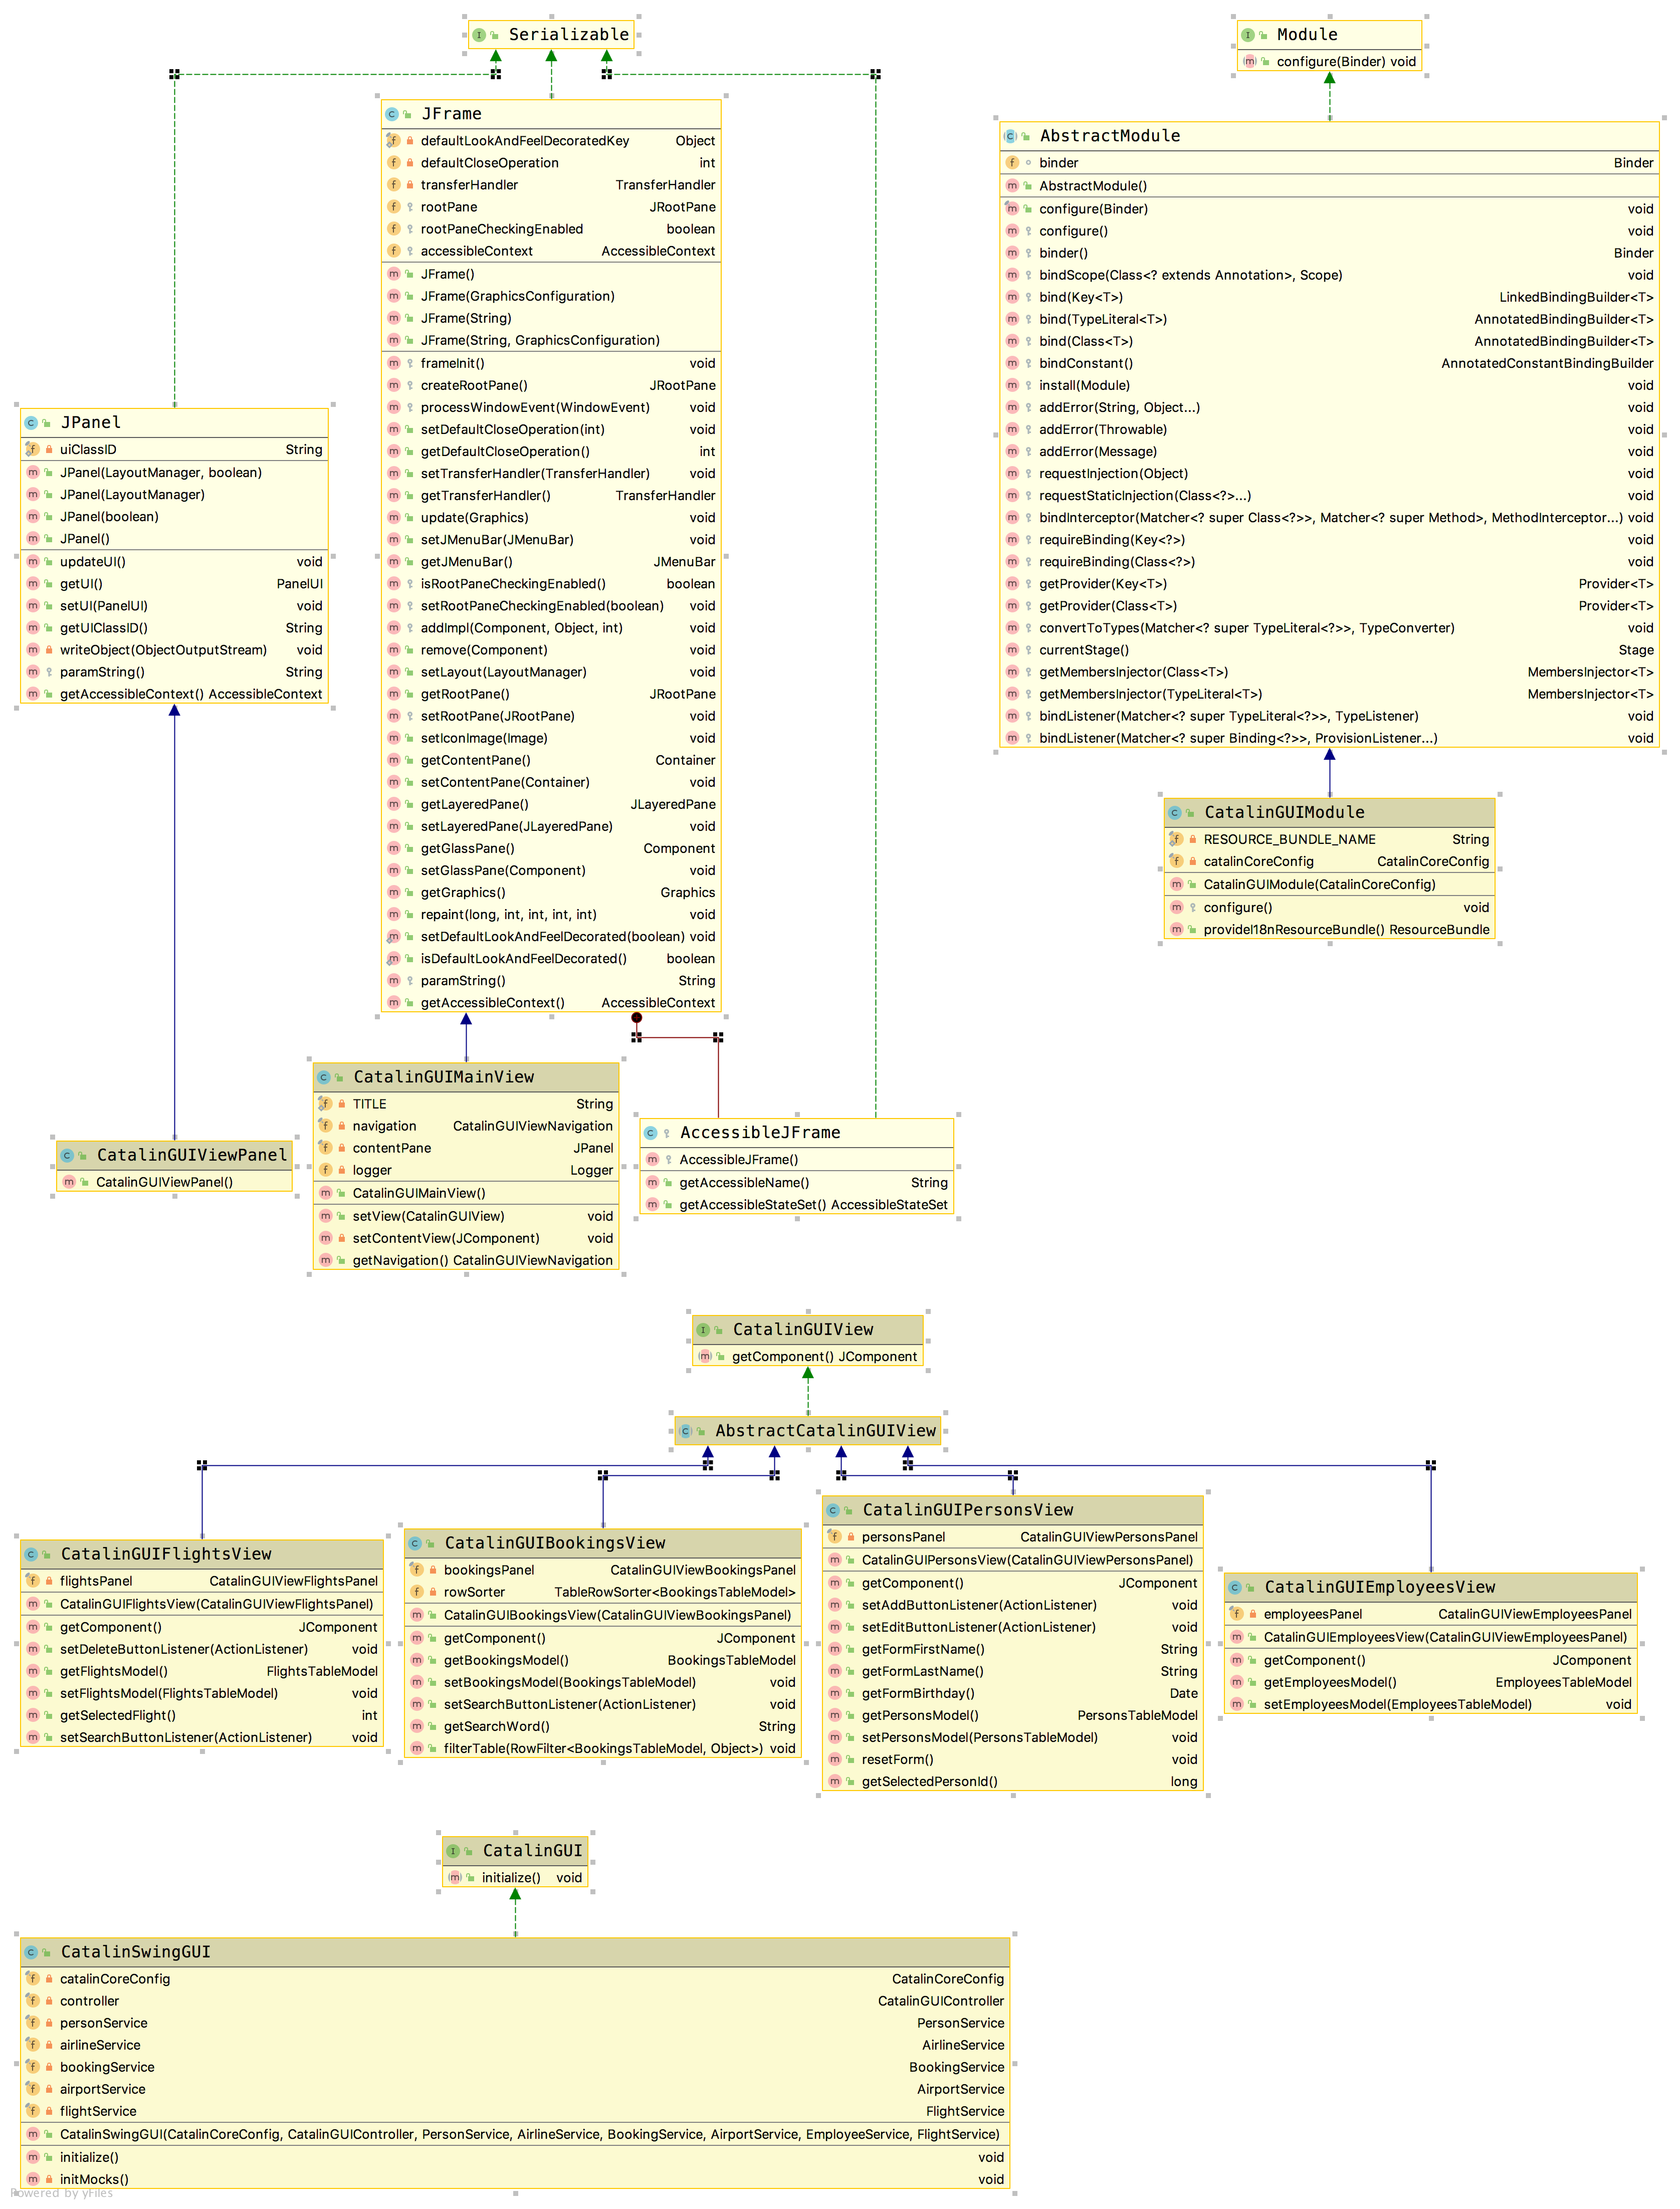 Serializable
Module
configure(Binder) void
JFrame
defaultLookAndFeelDecoratedKey Object
defaultCloseOperation int
transferHandler TransferHandler
rootPane JRootPane
rootPaneCheckingEnabled boolean
accessibleContext AccessibleContext
JFrame()
JFrame(GraphicsConfiguration)
JFrame(String)
JFrame(String, GraphicsConfiguration)
frameInit() void
createRootPane() JRootPane
processWindowEvent(WindowEvent) void
setDefaultCloseOperation(int) void
getDefaultCloseOperation() int
setTransferHandler(TransferHandler) void
getTransferHandler() TransferHandler
update(Graphics) void
setJMenuBar(JMenuBar) void
getJMenuBar() JMenuBar
isRootPaneCheckingEnabled() boolean
setRootPaneCheckingEnabled(boolean) void
addImpl(Component, Object, int) void
remove(Component) void
setLayout(LayoutManager) void
getRootPane() JRootPane
setRootPane(JRootPane) void
setIconImage(Image) void
getContentPane() Container
setContentPane(Container) void
getLayeredPane() JLayeredPane
setLayeredPane(JLayeredPane) void
getGlassPane() Component
setGlassPane(Component) void
getGraphics() Graphics
repaint(long, int, int, int, int) void
setDefaultLookAndFeelDecorated(boolean) void
isDefaultLookAndFeelDecorated() boolean
paramString() String
getAccessibleContext() AccessibleContext
AbstractModule
binder Binder
AbstractModule()
configure(Binder) void
configure() void
binder() Binder
bindScope(Class<? extends Annotation>, Scope) void
bind(Key<T>) LinkedBindingBuilder<T>
bind(TypeLiteral<T>) AnnotatedBindingBuilder<T>
bind(Class<T>) AnnotatedBindingBuilder<T>
bindConstant() AnnotatedConstantBindingBuilder
install(Module) void
addError(String, Object...) void
addError(Throwable) void
addError(Message) void
requestInjection(Object) void
requestStaticInjection(Class<?>...) void
bindInterceptor(Matcher<? super Class<?>>, Matcher<? super Method>, MethodInterceptor...) void
requireBinding(Key<?>) void
requireBinding(Class<?>) void
getProvider(Key<T>) Provider<T>
getProvider(Class<T>) Provider<T>
convertToTypes(Matcher<? super TypeLiteral<?>>, TypeConverter) void
currentStage() Stage
getMembersInjector(Class<T>) MembersInjector<T>
getMembersInjector(TypeLiteral<T>) MembersInjector<T>
bindListener(Matcher<? super TypeLiteral<?>>, TypeListener) void
bindListener(Matcher<? super Binding<?>>, ProvisionListener...) void
JPanel
uiClassID String
JPanel(LayoutManager, boolean)
JPanel(LayoutManager)
JPanel(boolean)
JPanel()
updateUI() void
getUI() PanelUI
setUI(PanelUI) void
getUIClassID() String
writeObject(ObjectOutputStream) void
paramString() String
getAccessibleContext() AccessibleContext
CatalinGUIModule
RESOURCE_BUNDLE_NAME String
catalinCoreConfig CatalinCoreConfig
CatalinGUIModule(CatalinCoreConfig)
configure() void
provideI18nResourceBundle() ResourceBundle
CatalinGUIViewPanel
CatalinGUIViewPanel()
CatalinGUIMainView
TITLE String
navigation CatalinGUIViewNavigation
contentPane JPanel
logger Logger
CatalinGUIMainView()
setView(CatalinGUIView) void
setContentView(JComponent) void
getNavigation() CatalinGUIViewNavigation
AccessibleJFrame
AccessibleJFrame()
getAccessibleName() String
getAccessibleStateSet() AccessibleStateSet
CatalinGUIView
getComponent() JComponent
AbstractCatalinGUIView
CatalinGUIFlightsView
flightsPanel CatalinGUIViewFlightsPanel
CatalinGUIFlightsView(CatalinGUIViewFlightsPanel)
getComponent() JComponent
setDeleteButtonListener(ActionListener) void
getFlightsModel() FlightsTableModel
setFlightsModel(FlightsTableModel) void
getSelectedFlight() int
setSearchButtonListener(ActionListener) void
CatalinGUIBookingsView
bookingsPanel CatalinGUIViewBookingsPanel
rowSorter TableRowSorter<BookingsTableModel>
CatalinGUIBookingsView(CatalinGUIViewBookingsPanel)
getComponent() JComponent
getBookingsModel() BookingsTableModel
setBookingsModel(BookingsTableModel) void
setSearchButtonListener(ActionListener) void
getSearchWord() String
filterTable(RowFilter<BookingsTableModel, Object>) void
CatalinGUIPersonsView
personsPanel CatalinGUIViewPersonsPanel
CatalinGUIPersonsView(CatalinGUIViewPersonsPanel)
getComponent() JComponent
setAddButtonListener(ActionListener) void
setEditButtonListener(ActionListener) void
getFormFirstName() String
getFormLastName() String
getFormBirthday() Date
getPersonsModel() PersonsTableModel
setPersonsModel(PersonsTableModel) void
resetForm() void
getSelectedPersonId() long
CatalinGUIEmployeesView
employeesPanel CatalinGUIViewEmployeesPanel
CatalinGUIEmployeesView(CatalinGUIViewEmployeesPanel)
getComponent() JComponent
getEmployeesModel() EmployeesTableModel
setEmployeesModel(EmployeesTableModel) void
CatalinGUI
initialize() void
CatalinSwingGUI
catalinCoreConfig CatalinCoreConfig
controller CatalinGUIController
personService PersonService
airlineService AirlineService
bookingService BookingService
airportService AirportService
flightService FlightService
CatalinSwingGUI(CatalinCoreConfig, CatalinGUIController, PersonService, AirlineService, BookingService, AirportService, EmployeeService, FlightService)
initialize() void
initMocks() void
Powered by yFiles